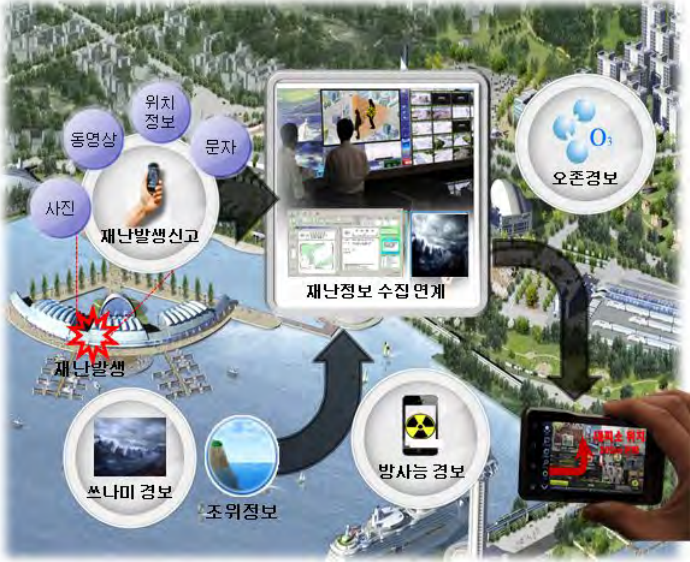 위치
정보
동영상
문자
사진
재난발생신고
O₃
오존경보
재난정보 수집 연계
재난발생
대피소 위치
쓰나미 경보
조위정보
방사능 경보